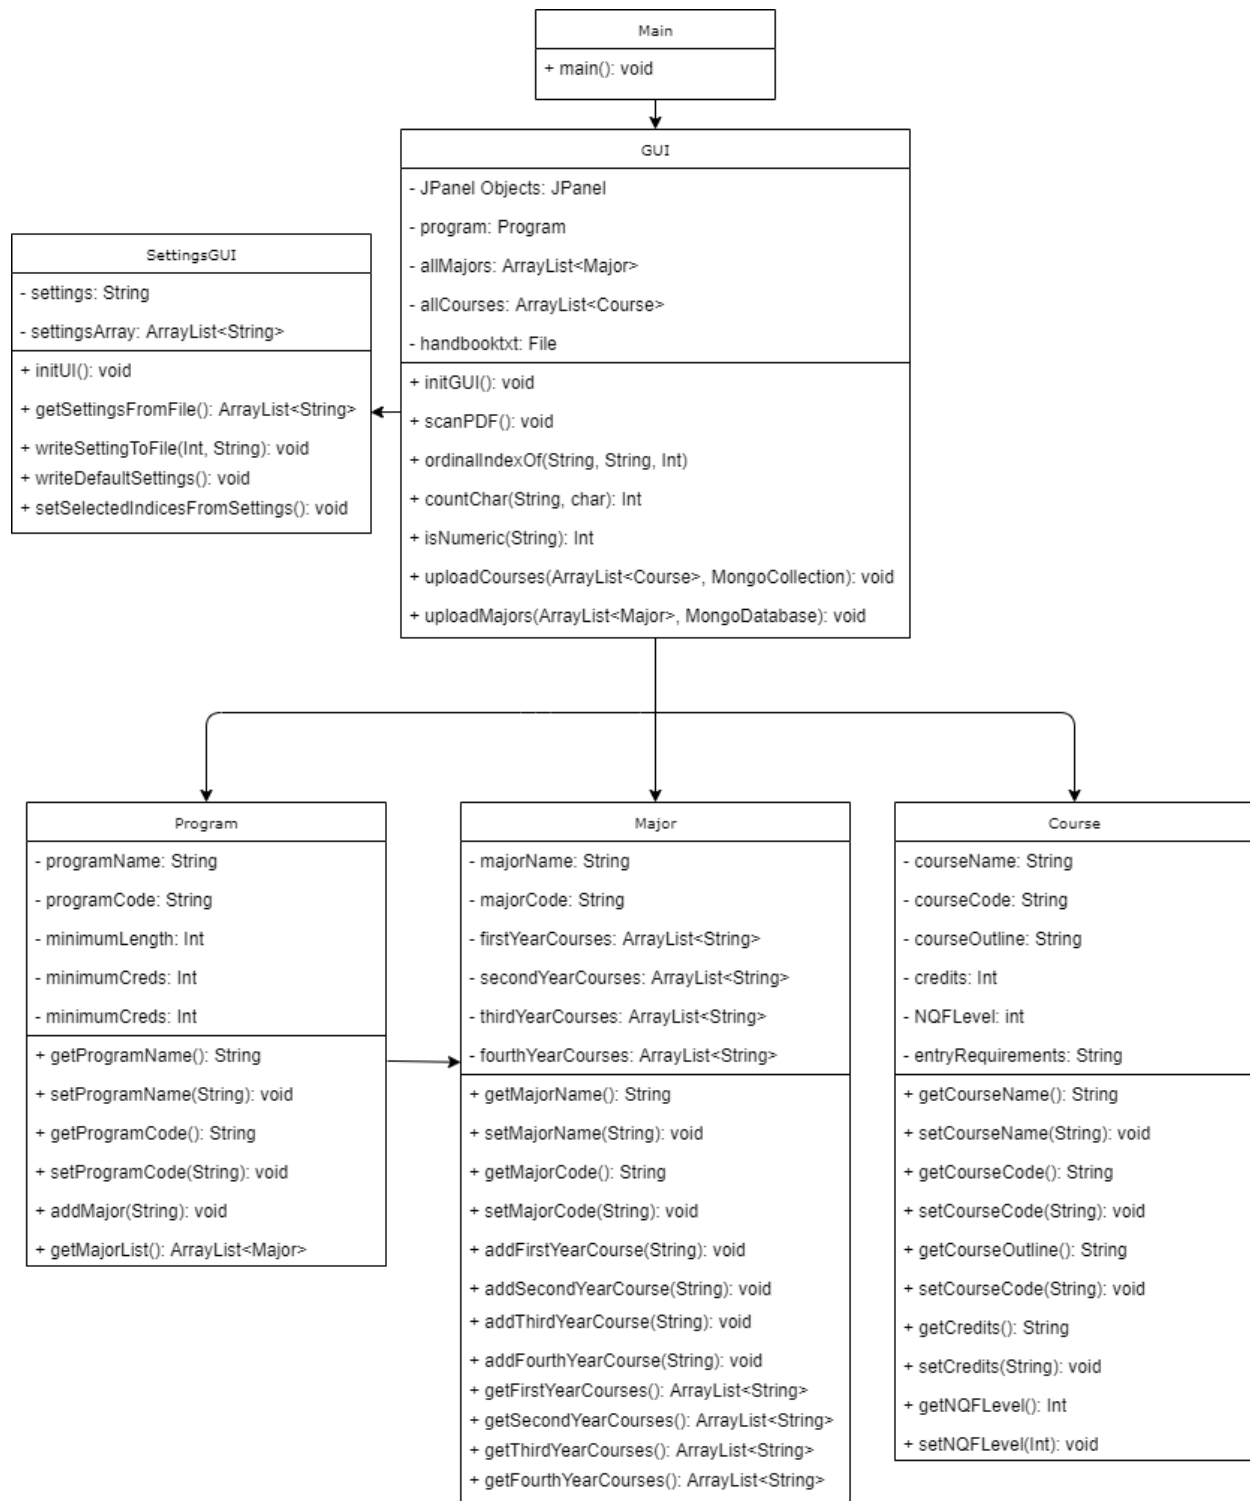 Main
+ main(): void
GUI
- JPanel Objects: JPanel
- program: Program
- allMajors: ArrayList<Major>
- allCourses: ArrayList<Course>
- handbooktxt: File
+ initGUI(): void
+ scanPDF(): void
+ ordinalIndexOf(String, String, Int)
+ countChar(String, char): Int
+ isNumeric(String): Int
+ uploadCourses(ArrayList<Course>, MongoCollection): void
+ uploadMajors(ArrayList<Major>, MongoDatabase): void
SettingsGUI
- settings: String
- settingsArray: ArrayList<String>
+ initUI(): void
+ getSettingsFromFile(): ArrayList<String>
+ writeSettingToFile(Int, String): void
+ writeDefaultSettings(): void
+ setSelectedIndicesFromSettings(): void
Program
- programName: String
- programCode: String
- minimumLength: Int
- minimumCreds: Int
- minimumCreds: Int
+ getProgramName(): String
+ setProgramName(String): void
+ getProgramCode(): String
+ setProgramCode(String): void
+ addMajor(String): void
+ getMajorList(): ArrayList<Major>
Major
- majorName: String
- majorCode: String
- firstYearCourses: ArrayList<String>
- secondYearCourses: ArrayList<String>
- thirdYearCourses: ArrayList<String>
- fourthYearCourses: ArrayList<String>
+ getMajorName(): String
+ setMajorName(String): void
+ getMajorCode(): String
+ setMajorCode(String): void
+ addFirstYearCourse(String): void
+ addSecondYearCourse(String): void
+ addThirdYearCourse(String): void
+ addFourthYearCourse(String): void
+ getFirstYearCourses(): ArrayList<String>
+ getSecondYearCourses(): ArrayList<String>
+ getThirdYearCourses(): ArrayList<String>
+ getFourthYearCourses(): ArrayList<String>
Course
- courseName: String
- courseCode: String
- courseOutline: String
- credits: Int
- NQFLevel: int
- entryRequirements: String
+ getCourseName(): String
+ setCourseName(String): void
+ getCourseCode(): String
+ setCourseCode(String): void
+ getCourseOutline(): String
+ setCourseCode(String): void
+ getCredits(): String
+ setCredits(String): void
+ getNQFLevel(): Int
+ setNQFLevel(Int): void